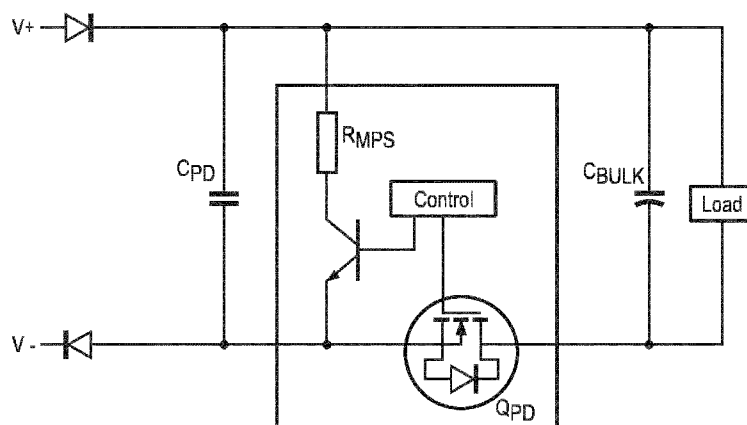 V+
RMPS
CPD
Control
CBULK
Load
V -
QPD